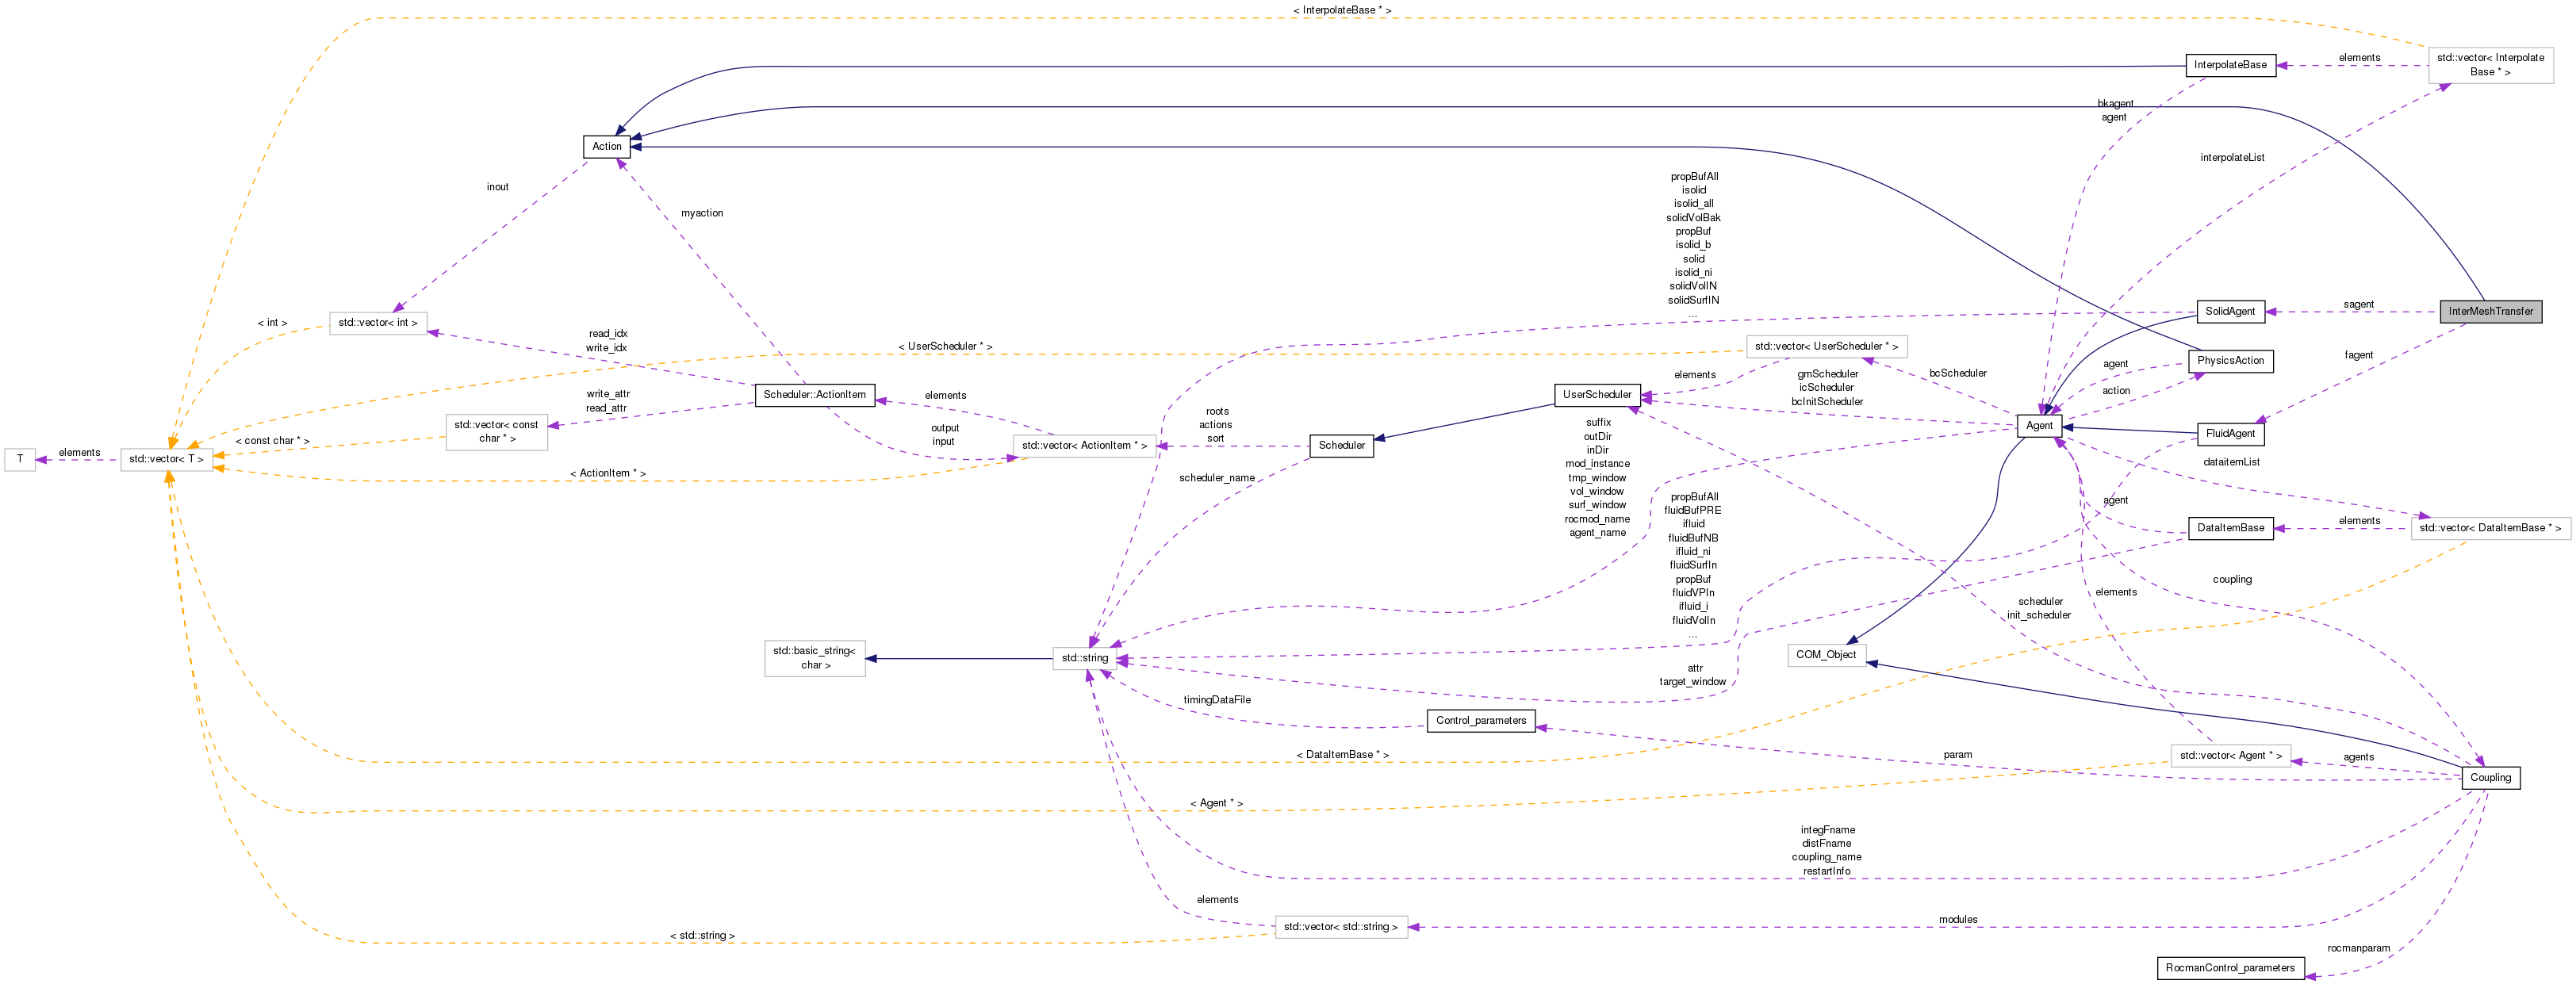 < InterpolateBase * >
InterpolateBase
elements
std::vector< Interpolate
Base * >
bkagent
agent
Action
interpolateList
inout
myaction
propBufAll
isolid
isolid_all
solidVolBak
propBuf
isolid_b
solid
isolid_ni
solidVolIN
solidSurfIN
...
sagent
SolidAgent
InterMeshTransfer
< int >
std::vector< int >
read_idx
write_idx
< UserScheduler * >
std::vector< UserScheduler * >
fagent
PhysicsAction
agent
action
bcScheduler
elements
gmScheduler
icScheduler
bcInitScheduler
write_attr
read_attr
Scheduler::ActionItem
elements
UserScheduler
roots
actions
sort
suffix
outDir
inDir
mod_instance
tmp_window
vol_window
surf_window
rocmod_name
agent_name
std::vector< const
char * >
output
input
std::vector< ActionItem * >
Scheduler
Agent
FluidAgent
< const char * >
T
elements
std::vector< T >
< ActionItem * >
scheduler_name
dataitemList
agent
propBufAll
fluidBufPRE
ifluid
fluidBufNB
ifluid_ni
fluidSurfIn
propBuf
fluidVPIn
ifluid_i
fluidVolIn
...
DataItemBase
elements
std::vector< DataItemBase * >
coupling
elements
scheduler
init_scheduler
std::basic_string<
char >
std::string
COM_Object
attr
target_window
timingDataFile
Control_parameters
< DataItemBase * >
param
std::vector< Agent * >
agents
Coupling
< Agent * >
integFname
distFname
coupling_name
restartInfo
elements
modules
< std::string >
std::vector< std::string >
rocmanparam
RocmanControl_parameters